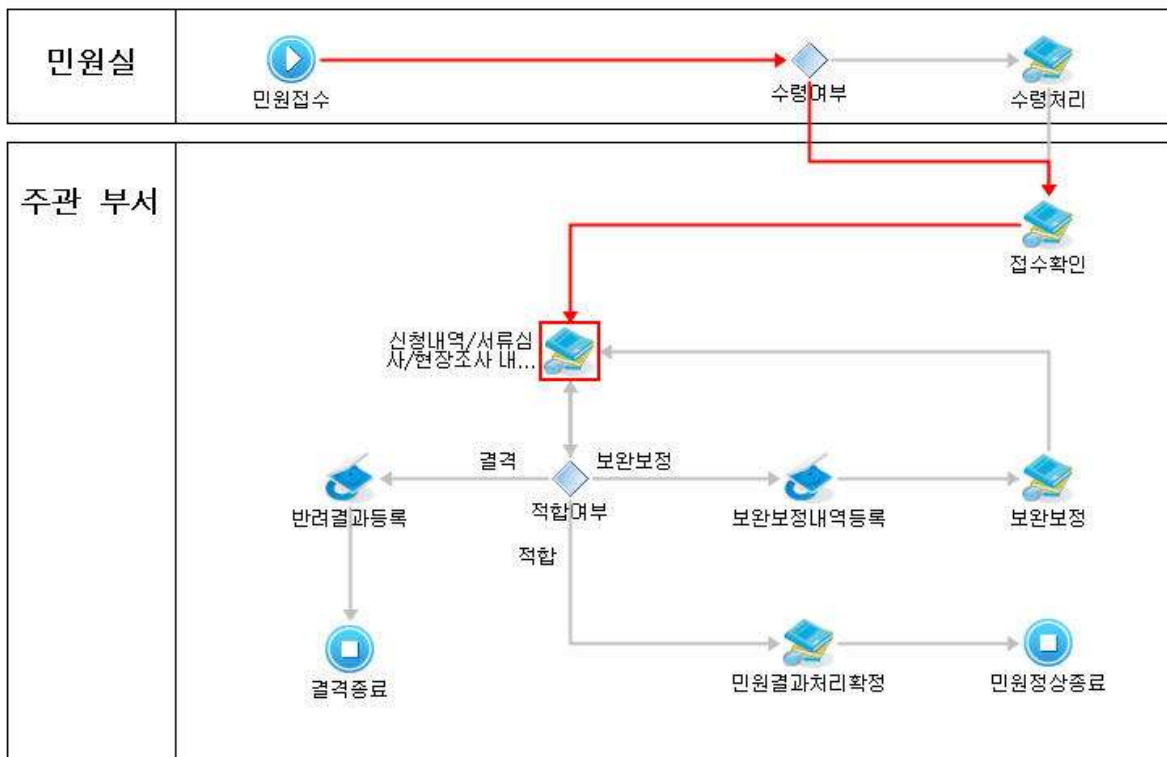 민원실
민원접수
수령여부
수령처리
주관 부서
접수확인
신청내역/서류심
사/현장조사 내...
결격
보완보정
반려결과등록
적합여부
보완보정내역등록
보완보정
적합
결격종료
민원결과처리확정
민원정상종료